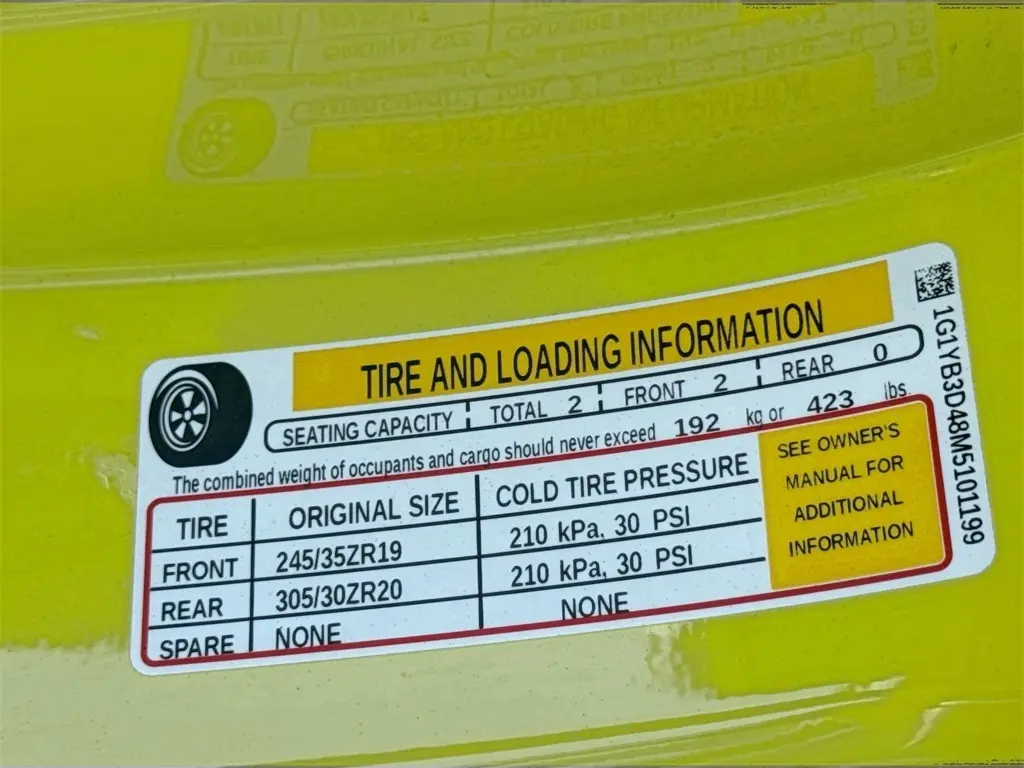 TIRE AND LOADING INFORMATION
SEATING CAPACITY TOTAL 2 FRONT 2 REAR 0
The combined weight of occupants and cargo should never exceed 192 kg or 423 lbs.
TIRE ORIGINAL SIZE COLD TIRE PRESSURE
FRONT 245/35ZR19 210 kPa, 30 PSI
REAR 305/30ZR20 210 kPa, 30 PSI
SPARE NONE NONE
SEE OWNER'S
MANUAL FOR
ADDITIONAL
INFORMATION
1G1YB3D48M5101199